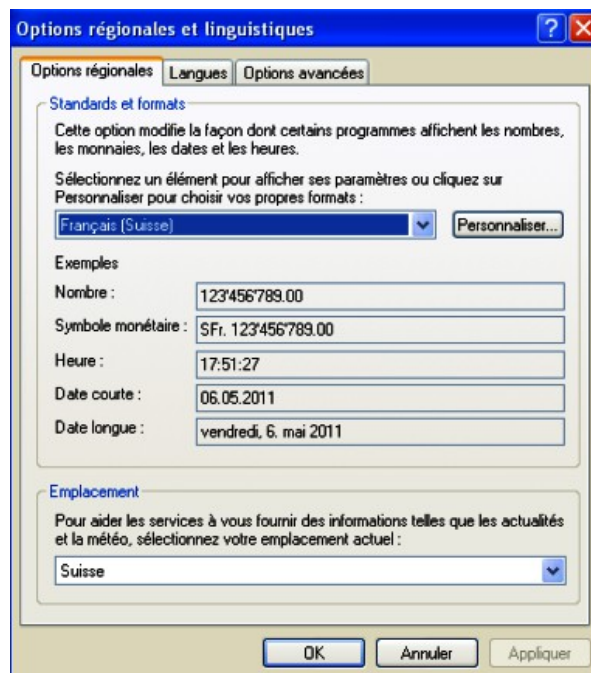 Options régionales et linguistiques
Options régionales Langues Options avancées
Standards et formats
Cette option modifie la façon dont certains programmes affichent les nombres,
les monnaies, les dates et les heures.
Sélectionnez un élément pour afficher ses paramètres ou cliquez sur
Personnaliser pour choisir vos propres formats :
Français (Suisse) Personnaliser...
Exemples
Nombre : 123'456'789.00
Symbole monétaire : SFr. 123'456'789.00
Heure : 17:51:27
Date courte : 06.05.2011
Date longue : vendredi, 6. mai 2011
Emplacement
Pour aider les services à vous fournir des informations telles que les actualités
et la météo, sélectionnez votre emplacement actuel :
Suisse
OK Annuler Appliquer